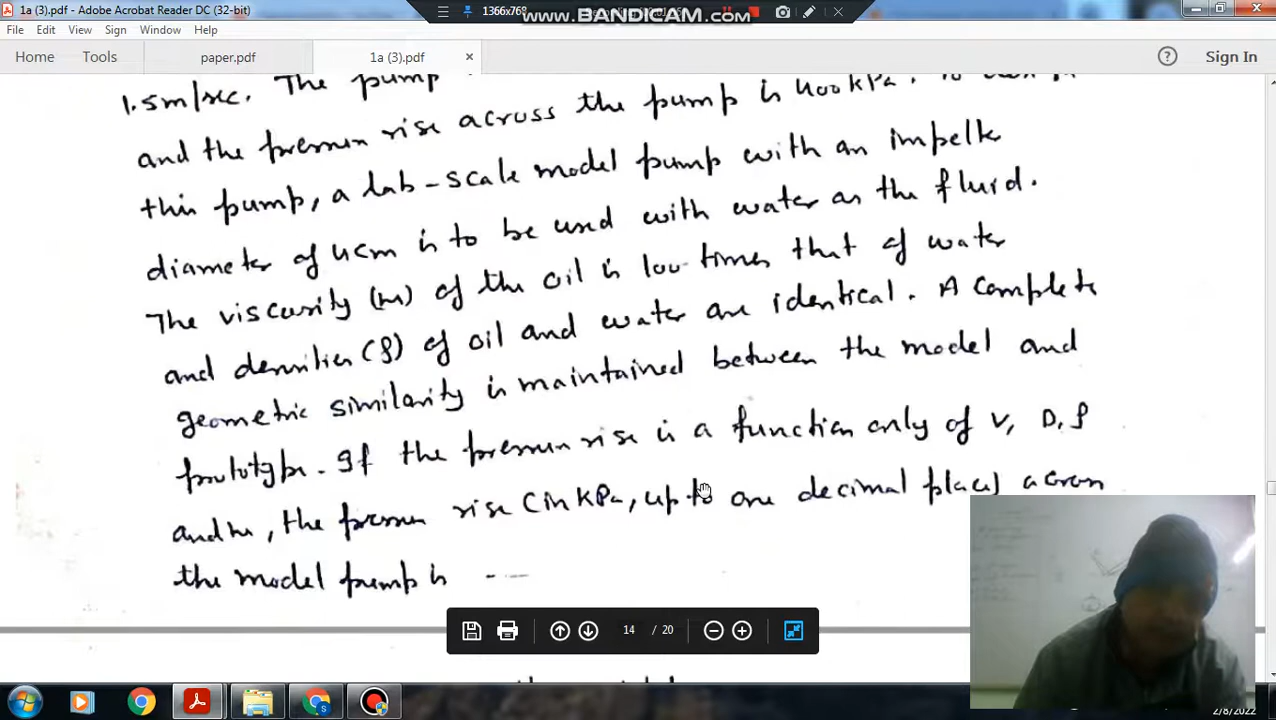 1a (3).pdf - Adobe Acrobat Reader DC (32-bit)
1366x768
www.BANDICAM.com
File Edit View Sign Window Help
Home Tools paper.pdf 1a (3).pdf × Sign In
1.5m/sec. The pump
and the pressure rise across the pump is 400 kPa.
this pump, a lab-scale model pump with an impeller
diameter of 4cm is to be used with water as the fluid.
The viscosity (μ) of the oil is 100 times that of water
and densities (ρ) of oil and water are identical. A complete
geometric similarity is maintained between the model and
prototype. If the pressure rise is a function only of V, D, ρ
and μ, the pressure rise (in kPa, up to one decimal place) across
the model pump is ---
14 / 20
2/8/2022